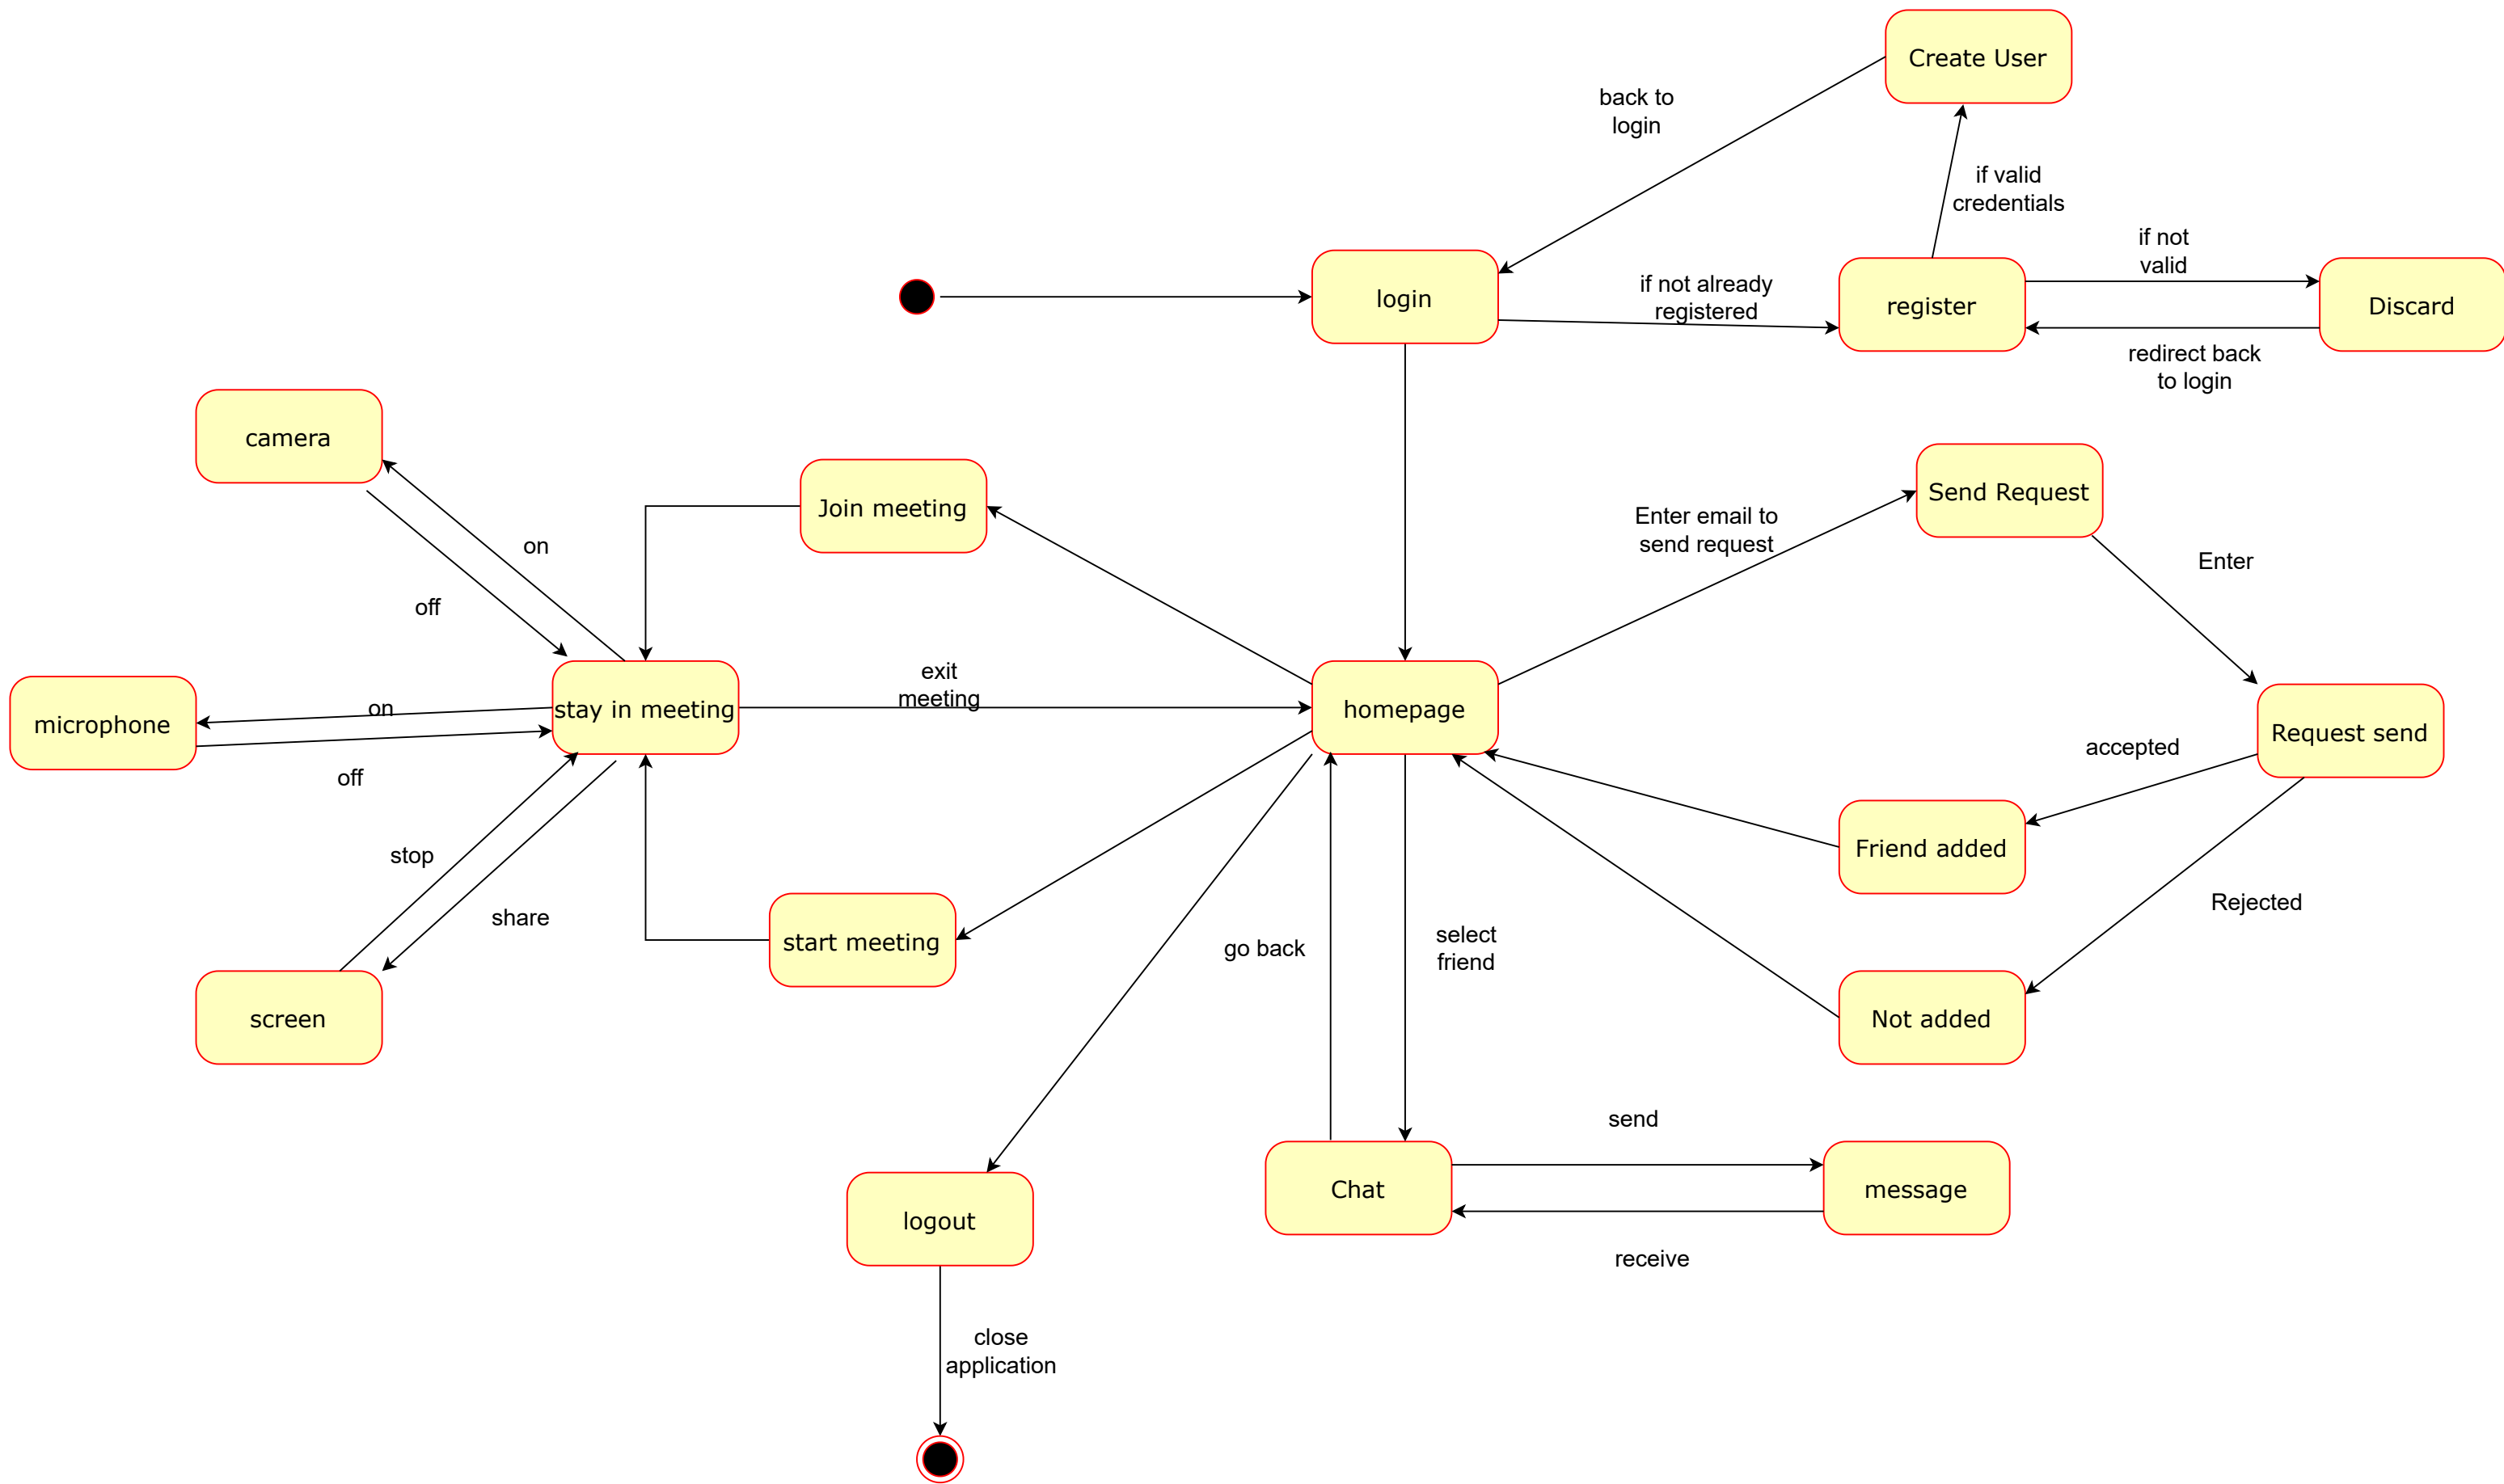 Create User
back to
login
if valid
credentials
if not
valid
login
if not already
registered
register
Discard
redirect back
to login
camera
Join meeting
Send Request
Enter email to
send request
on
Enter
off
exit
meeting
microphone
on
stay in meeting
homepage
Request send
accepted
off
stop
Friend added
Rejected
share
start meeting
go back
select
friend
screen
Not added
send
Chat
message
logout
receive
close
application